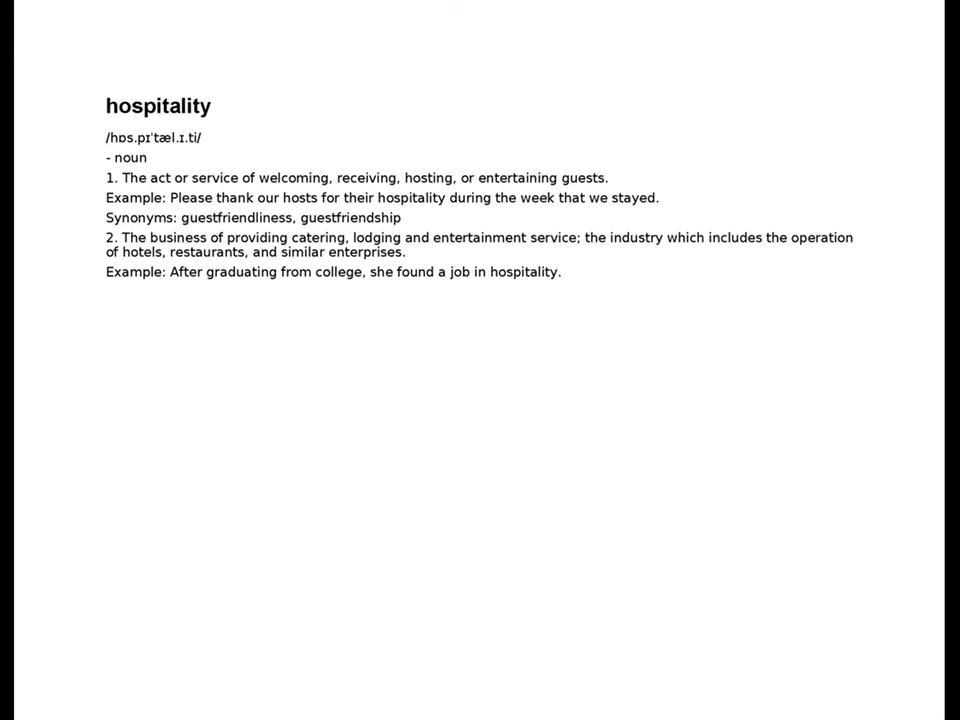 hospitality
/hɒs.pɪˈtæl.ɪ.ti/
- noun
1. The act or service of welcoming, receiving, hosting, or entertaining guests.
Example: Please thank our hosts for their hospitality during the week that we stayed.
Synonyms: guestfriendliness, guestfriendship
2. The business of providing catering, lodging and entertainment service; the industry which includes the operation
of hotels, restaurants, and similar enterprises.
Example: After graduating from college, she found a job in hospitality.